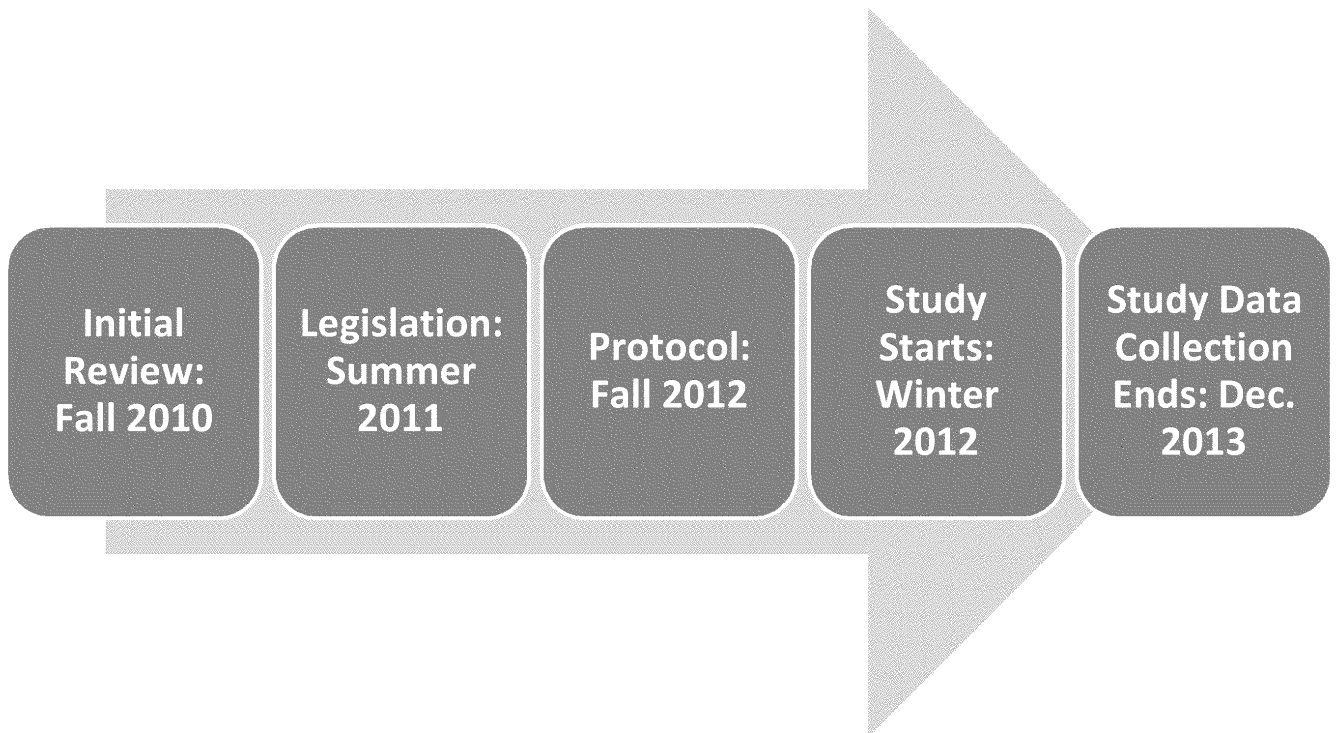 Initial
Review:
Fall 2010
Legislation:
Summer
2011
Protocol:
Fall 2012
Study
Starts:
Winter
2012
Study Data
Collection
Ends: Dec.
2013